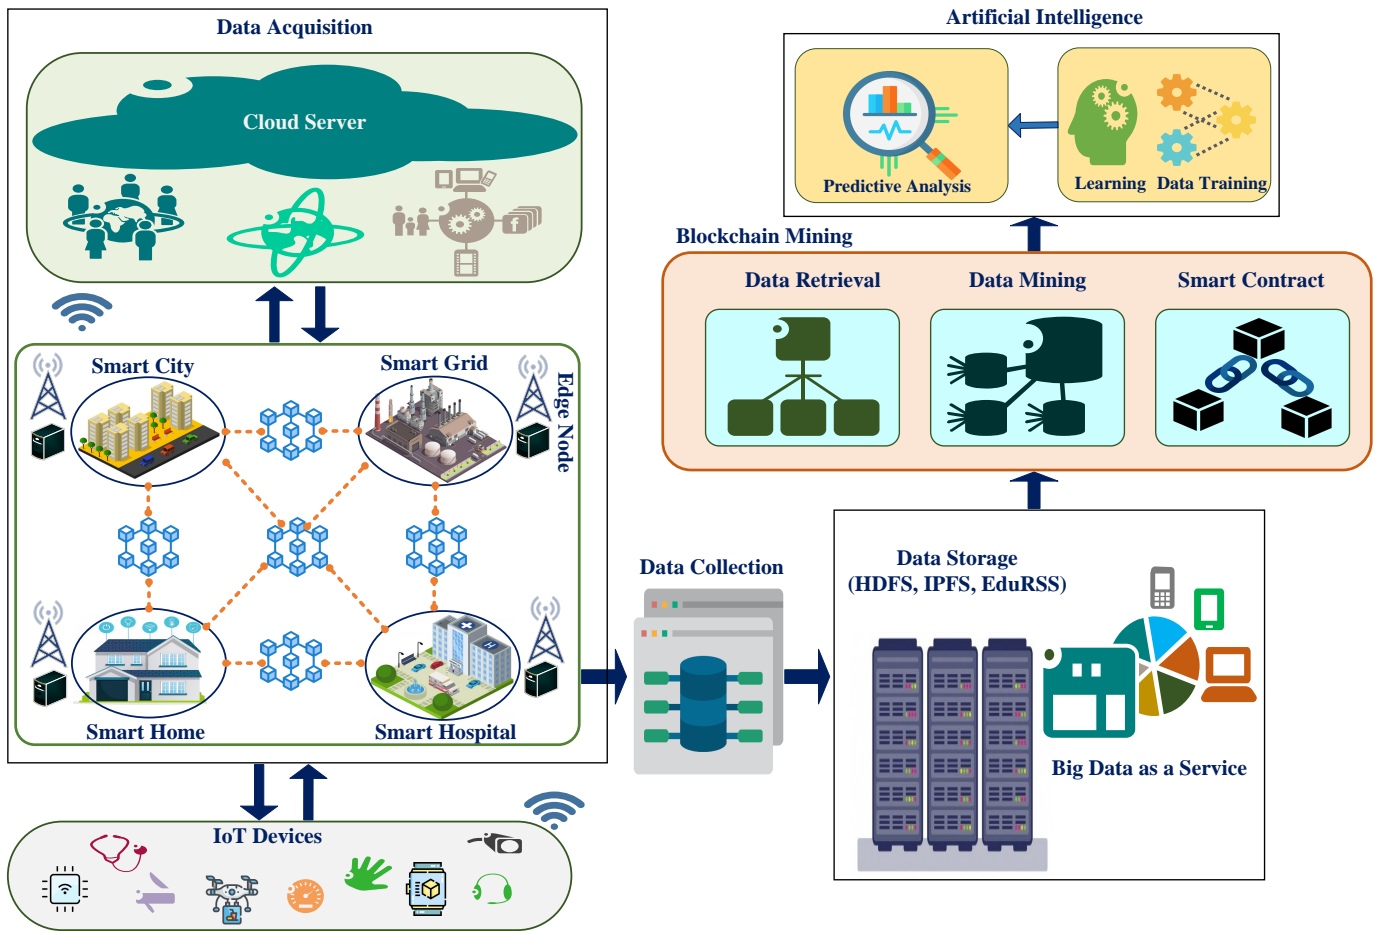 Data Acquisition
Cloud Server
Smart City
Smart Grid
Edge Node
Smart Home
Smart Hospital
IoT Devices
Data Collection
Data Storage
(HDFS, IPFS, EduRSS)
Big Data as a Service
Blockchain Mining
Data Retrieval
Data Mining
Smart Contract
Artificial Intelligence
Predictive Analysis
Learning
Data Training